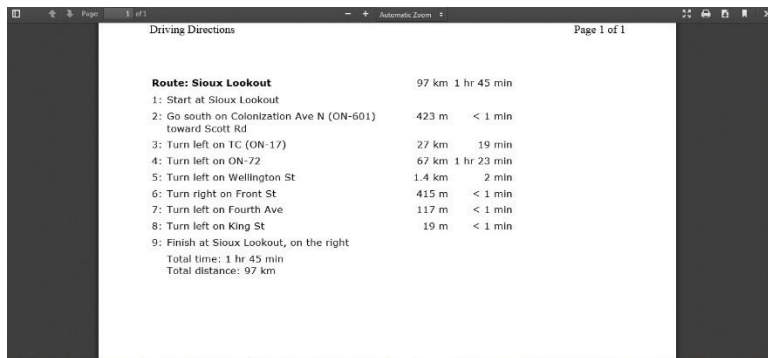 Page: 1 of 1 − + Automatic Zoom
Driving Directions Page 1 of 1
Route: Sioux Lookout 97 km 1 hr 45 min
1: Start at Sioux Lookout
2: Go south on Colonization Ave N (ON-601) 423 m < 1 min
toward Scott Rd
3: Turn left on TC (ON-17) 27 km 19 min
4: Turn left on ON-72 67 km 1 hr 23 min
5: Turn left on Wellington St 1.4 km 2 min
6: Turn right on Front St 415 m < 1 min
7: Turn left on Fourth Ave 117 m < 1 min
8: Turn left on King St 19 m < 1 min
9: Finish at Sioux Lookout, on the right
Total time: 1 hr 45 min
Total distance: 97 km